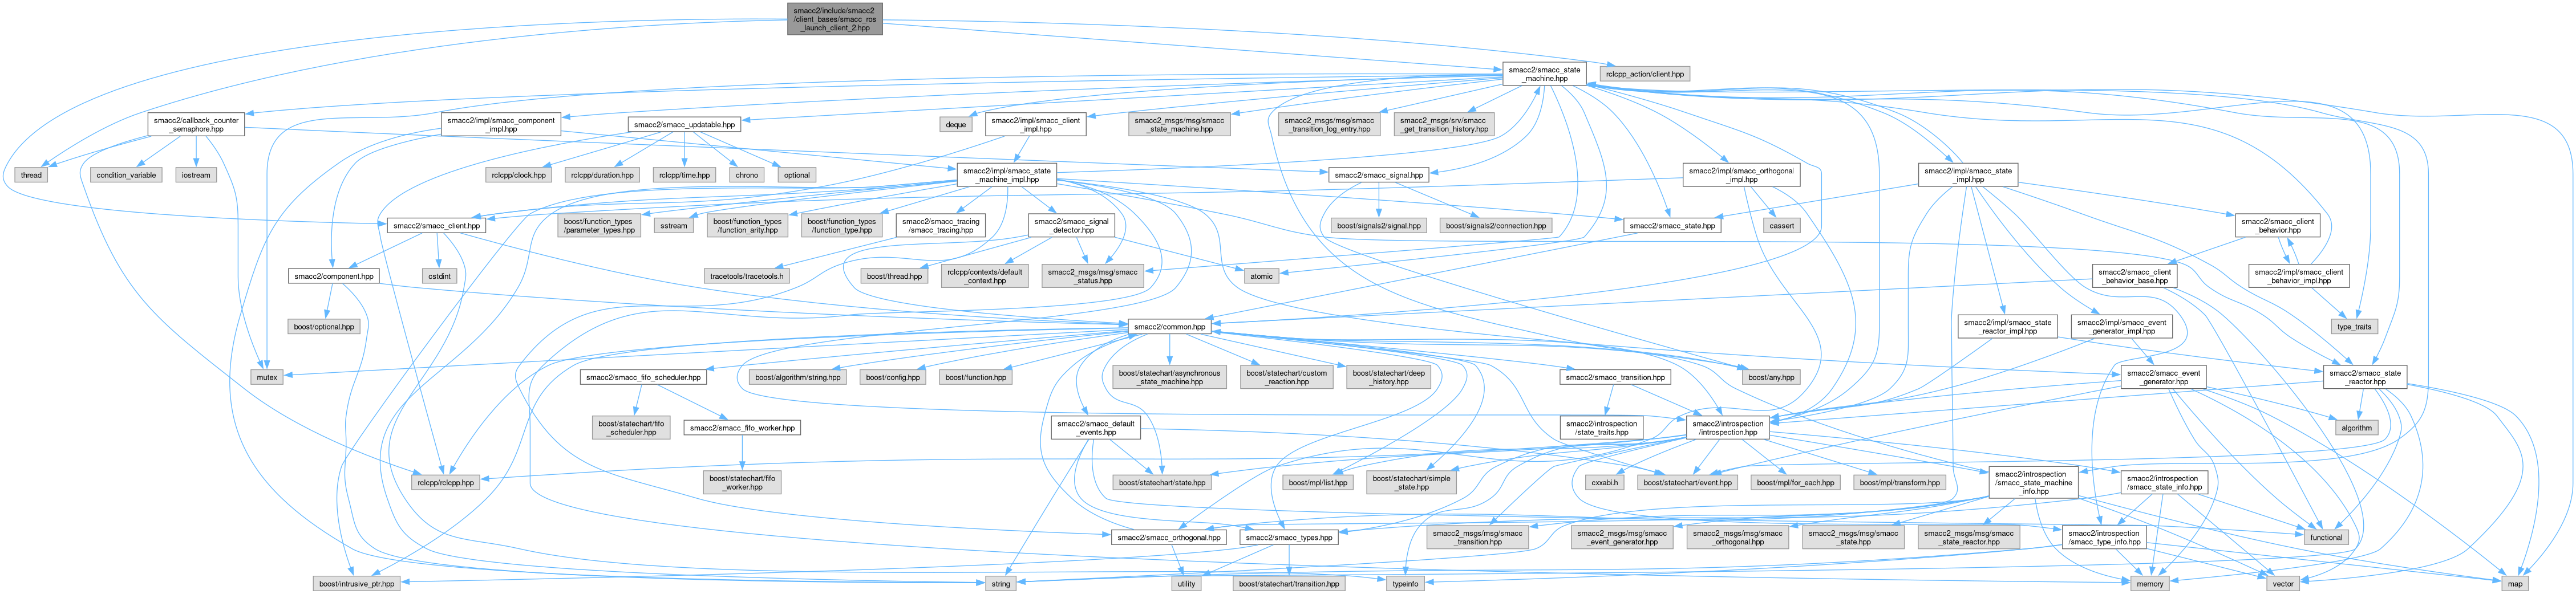 smacc2/include/smacc2
/client_bases/smacc_ros
_launch_client_2.hpp
smacc2/smacc_state
_machine.hpp
rclcpp_action/client.hpp
smacc2/callback_counter
_semaphore.hpp
smacc2/impl/smacc_component
_impl.hpp
smacc2/smacc_updatable.hpp
deque
smacc2/impl/smacc_client
_impl.hpp
smacc2_msgs/msg/smacc
_state_machine.hpp
smacc2_msgs/msg/smacc
_transition_log_entry.hpp
smacc2_msgs/srv/smacc
_get_transition_history.hpp
thread
condition_variable
iostream
rclcpp/clock.hpp
rclcpp/duration.hpp
rclcpp/time.hpp
chrono
optional
smacc2/impl/smacc_state
_machine_impl.hpp
smacc2/smacc_signal.hpp
smacc2/impl/smacc_orthogonal
_impl.hpp
smacc2/impl/smacc_state
_impl.hpp
smacc2/smacc_client.hpp
boost/function_types
/parameter_types.hpp
sstream
boost/function_types
/function_arity.hpp
boost/function_types
/function_type.hpp
smacc2/smacc_tracing
/smacc_tracing.hpp
smacc2/smacc_signal
_detector.hpp
boost/signals2/signal.hpp
boost/signals2/connection.hpp
smacc2/smacc_state.hpp
cassert
smacc2/smacc_client
_behavior.hpp
smacc2/component.hpp
cstdint
tracetools/tracetools.h
boost/thread.hpp
rclcpp/contexts/default
_context.hpp
smacc2_msgs/msg/smacc
_status.hpp
atomic
smacc2/smacc_client
_behavior_base.hpp
smacc2/impl/smacc_client
_behavior_impl.hpp
boost/optional.hpp
smacc2/common.hpp
smacc2/impl/smacc_state
_reactor_impl.hpp
smacc2/impl/smacc_event
_generator_impl.hpp
type_traits
mutex
smacc2/smacc_fifo_scheduler.hpp
boost/algorithm/string.hpp
boost/config.hpp
boost/function.hpp
boost/statechart/asynchronous
_state_machine.hpp
boost/statechart/custom
_reaction.hpp
boost/statechart/deep
_history.hpp
smacc2/smacc_transition.hpp
boost/any.hpp
smacc2/smacc_event
_generator.hpp
smacc2/smacc_state
_reactor.hpp
boost/statechart/fifo
_scheduler.hpp
smacc2/smacc_fifo_worker.hpp
smacc2/smacc_default
_events.hpp
smacc2/introspection
/state_traits.hpp
smacc2/introspection
/introspection.hpp
algorithm
rclcpp/rclcpp.hpp
boost/statechart/fifo
_worker.hpp
boost/statechart/state.hpp
boost/mpl/list.hpp
boost/statechart/simple
_state.hpp
cxxabi.h
boost/statechart/event.hpp
boost/mpl/for_each.hpp
boost/mpl/transform.hpp
smacc2/introspection
/smacc_state_machine
_info.hpp
smacc2/introspection
/smacc_state_info.hpp
smacc2/smacc_orthogonal.hpp
smacc2/smacc_types.hpp
smacc2_msgs/msg/smacc
_transition.hpp
smacc2_msgs/msg/smacc
_event_generator.hpp
smacc2_msgs/msg/smacc
_orthogonal.hpp
smacc2_msgs/msg/smacc
_state.hpp
smacc2_msgs/msg/smacc
_state_reactor.hpp
smacc2/introspection
/smacc_type_info.hpp
functional
boost/intrusive_ptr.hpp
string
utility
boost/statechart/transition.hpp
typeinfo
memory
vector
map